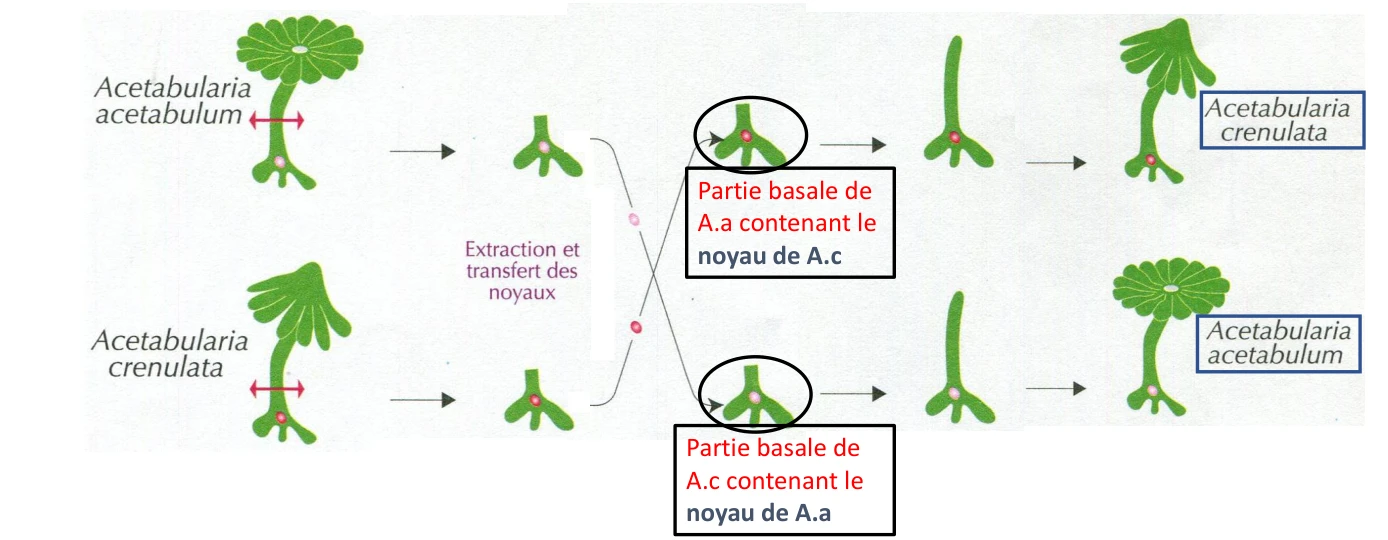 Acetabularia
acetabulum
Acetabularia
crenulata
Partie basale de
A.a contenant le
noyau de A.c
Extraction et
transfert des
noyaux
Acetabularia
crenulata
Acetabularia
acetabulum
Partie basale de
A.c contenant le
noyau de A.a